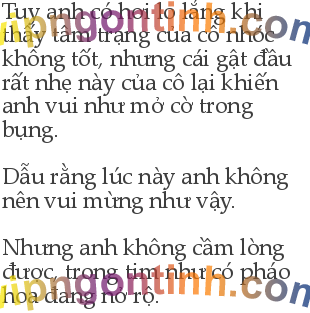 Tuy anh có hơi lo lắng khi
thấy tâm trạng của cô nhóc
không tốt, nhưng cái gật đầu
rất nhẹ này của cô lại khiến
anh vui như mở cờ trong
bụng.
Dẫu rằng lúc này anh không
nên vui mừng như vậy.
Nhưng anh không cầm lòng
được, trong tim như có pháo
hoa đang nở rộ.